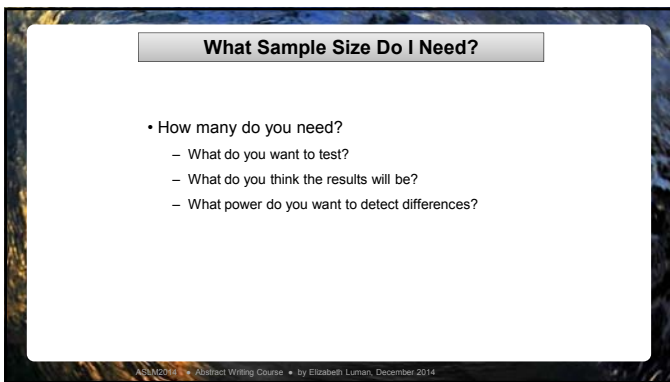 What Sample Size Do I Need?
• How many do you need?
– What do you want to test?
– What do you think the results will be?
– What power do you want to detect differences?
ASLM2014 • Abstract Writing Course • by Elizabeth Luman, December 2014